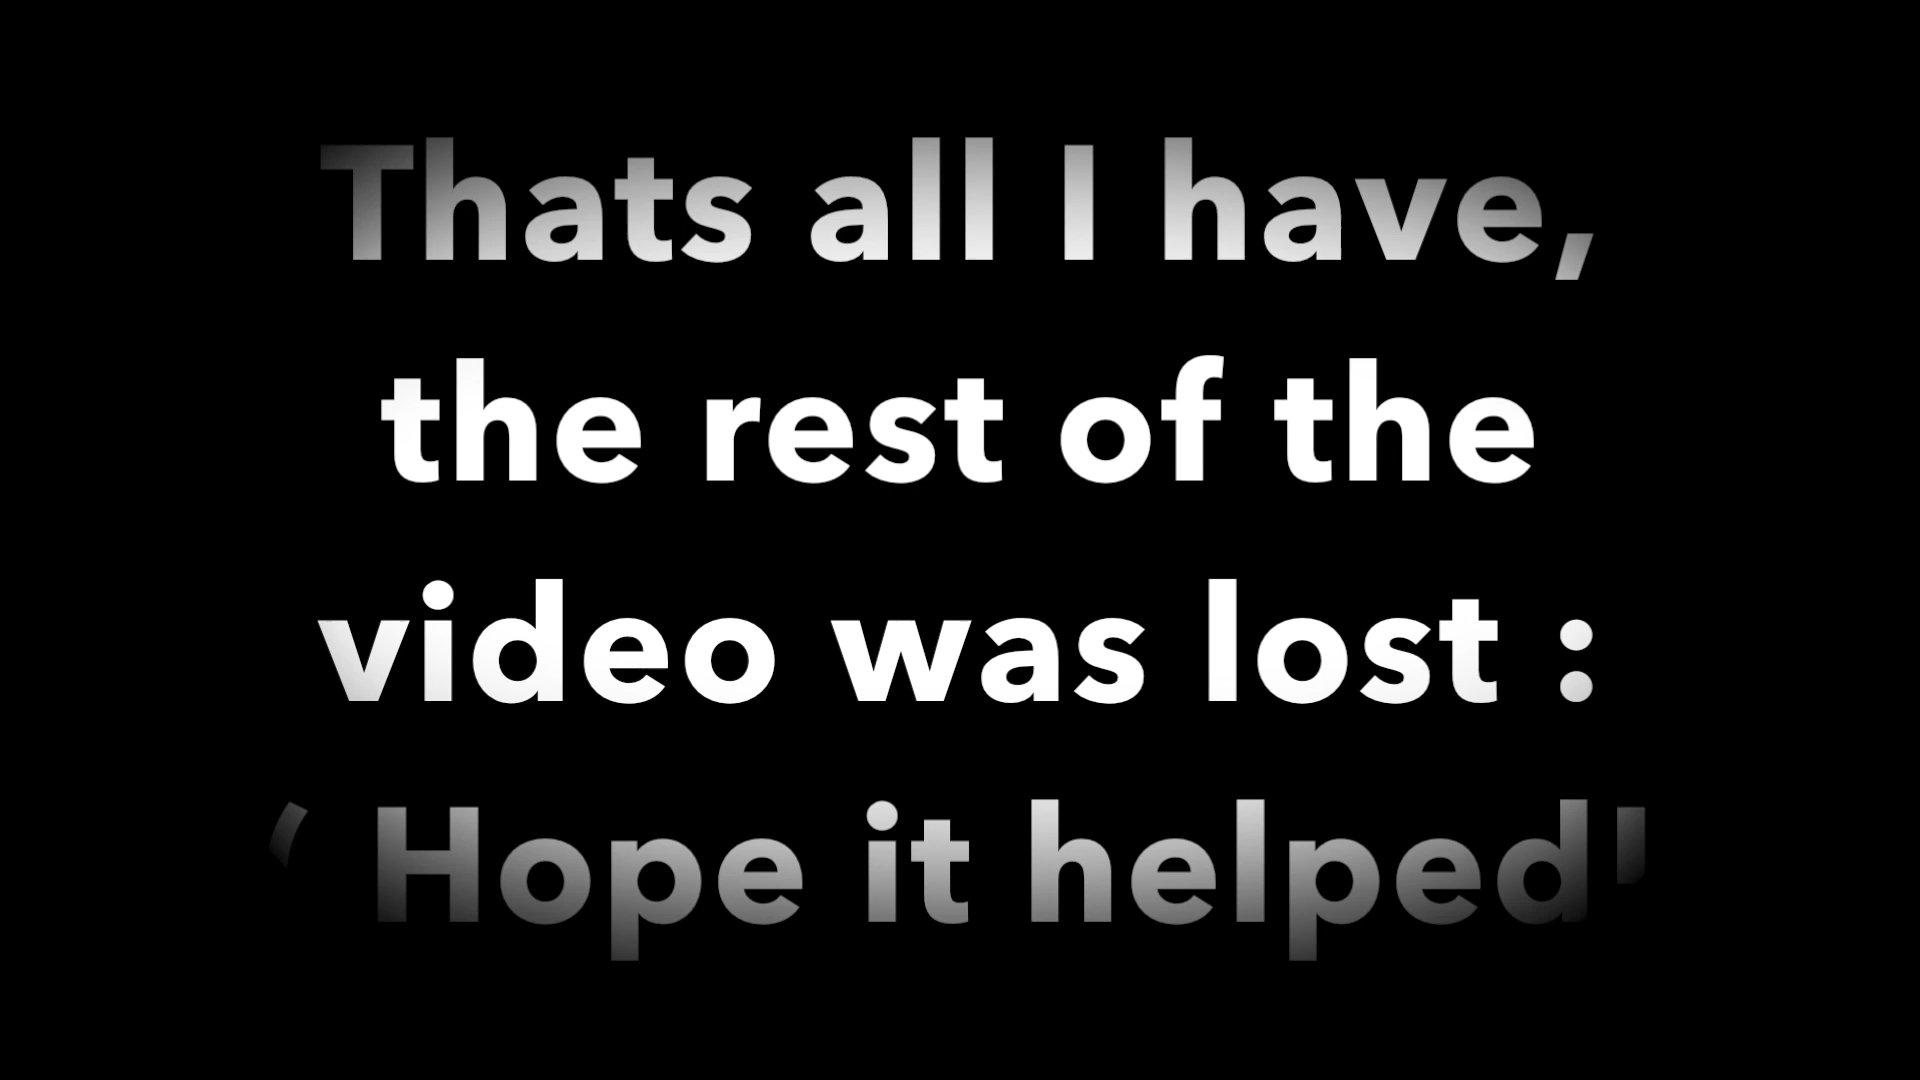 Thats all I have,
the rest of the
video was lost :
( Hope it helped!